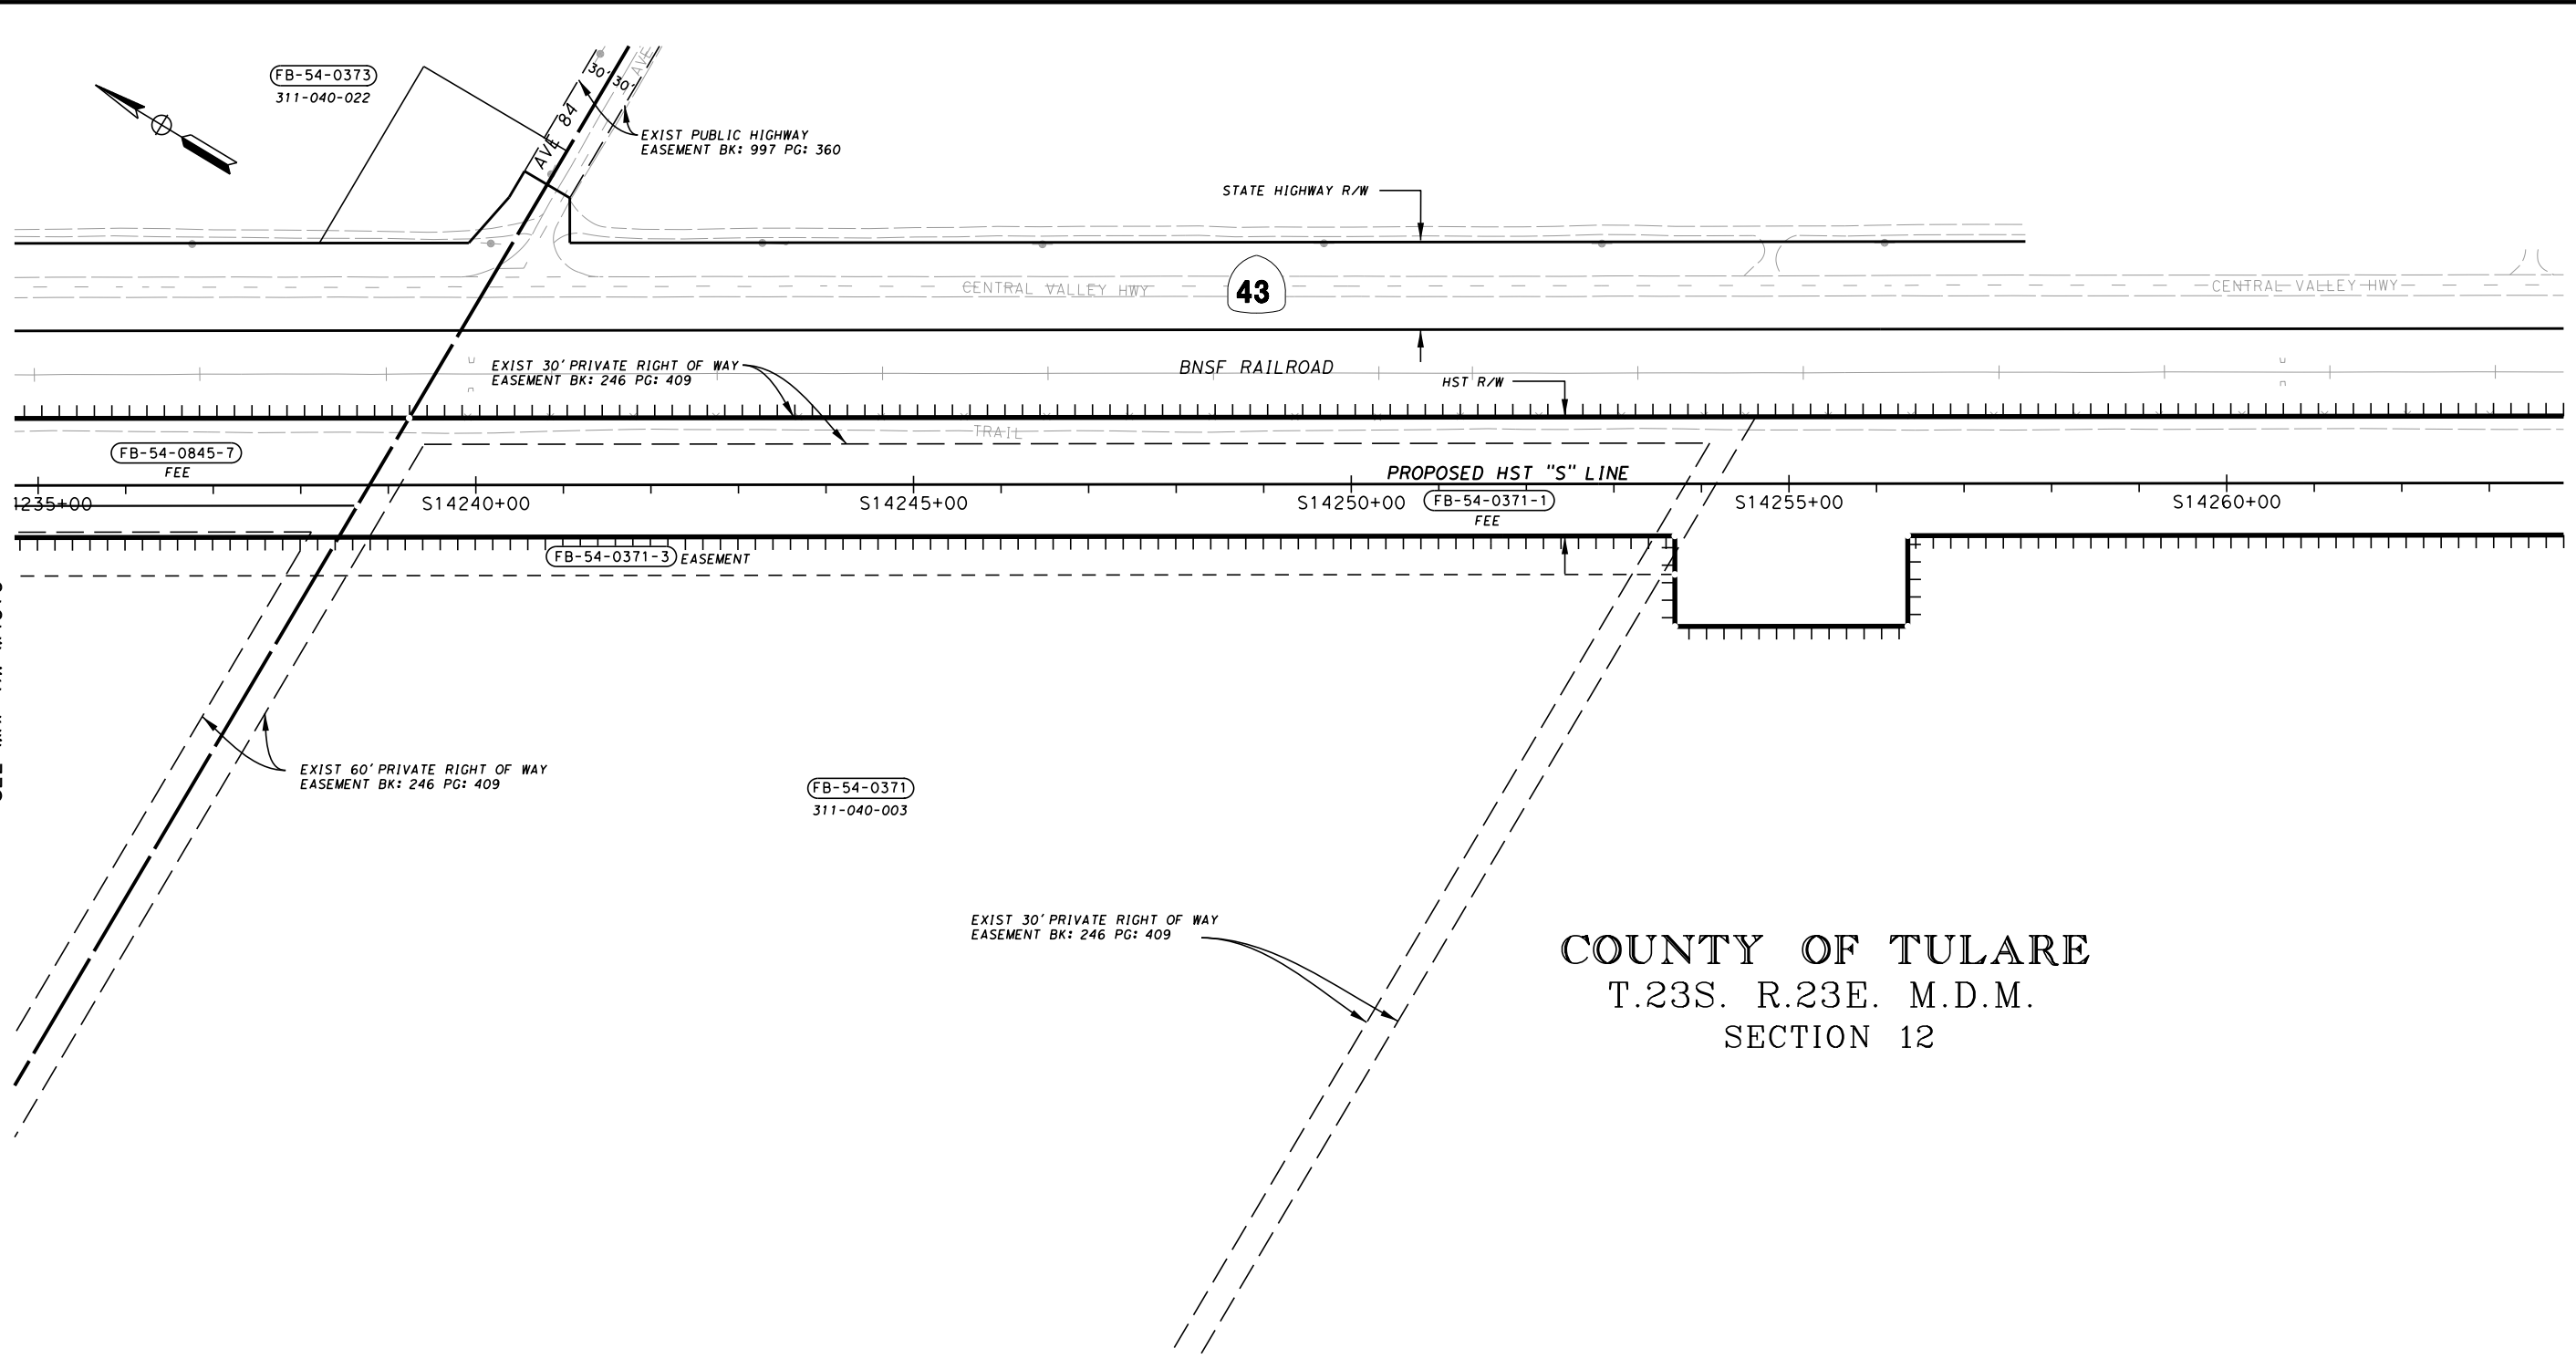 FB-54-0373
311-040-022
30'
30'
AVE
AVE 84
EXIST PUBLIC HIGHWAY
EASEMENT BK: 997 PG: 360
STATE HIGHWAY R/W
CENTRAL VALLEY HWY
43
CENTRAL VALLEY HWY
EXIST 30' PRIVATE RIGHT OF WAY
EASEMENT BK: 246 PG: 409
BNSF RAILROAD
HST R/W
TRAIL
FB-54-0845-7
FEE
PROPOSED HST "S" LINE
235+00
S14240+00
S14245+00
S14250+00
FB-54-0371-1
FEE
S14255+00
S14260+00
FB-54-0371-3 EASEMENT
EXIST 60' PRIVATE RIGHT OF WAY
EASEMENT BK: 246 PG: 409
FB-54-0371
311-040-003
EXIST 30' PRIVATE RIGHT OF WAY
EASEMENT BK: 246 PG: 409
COUNTY OF TULARE
T.23S. R.23E. M.D.M.
SECTION 12